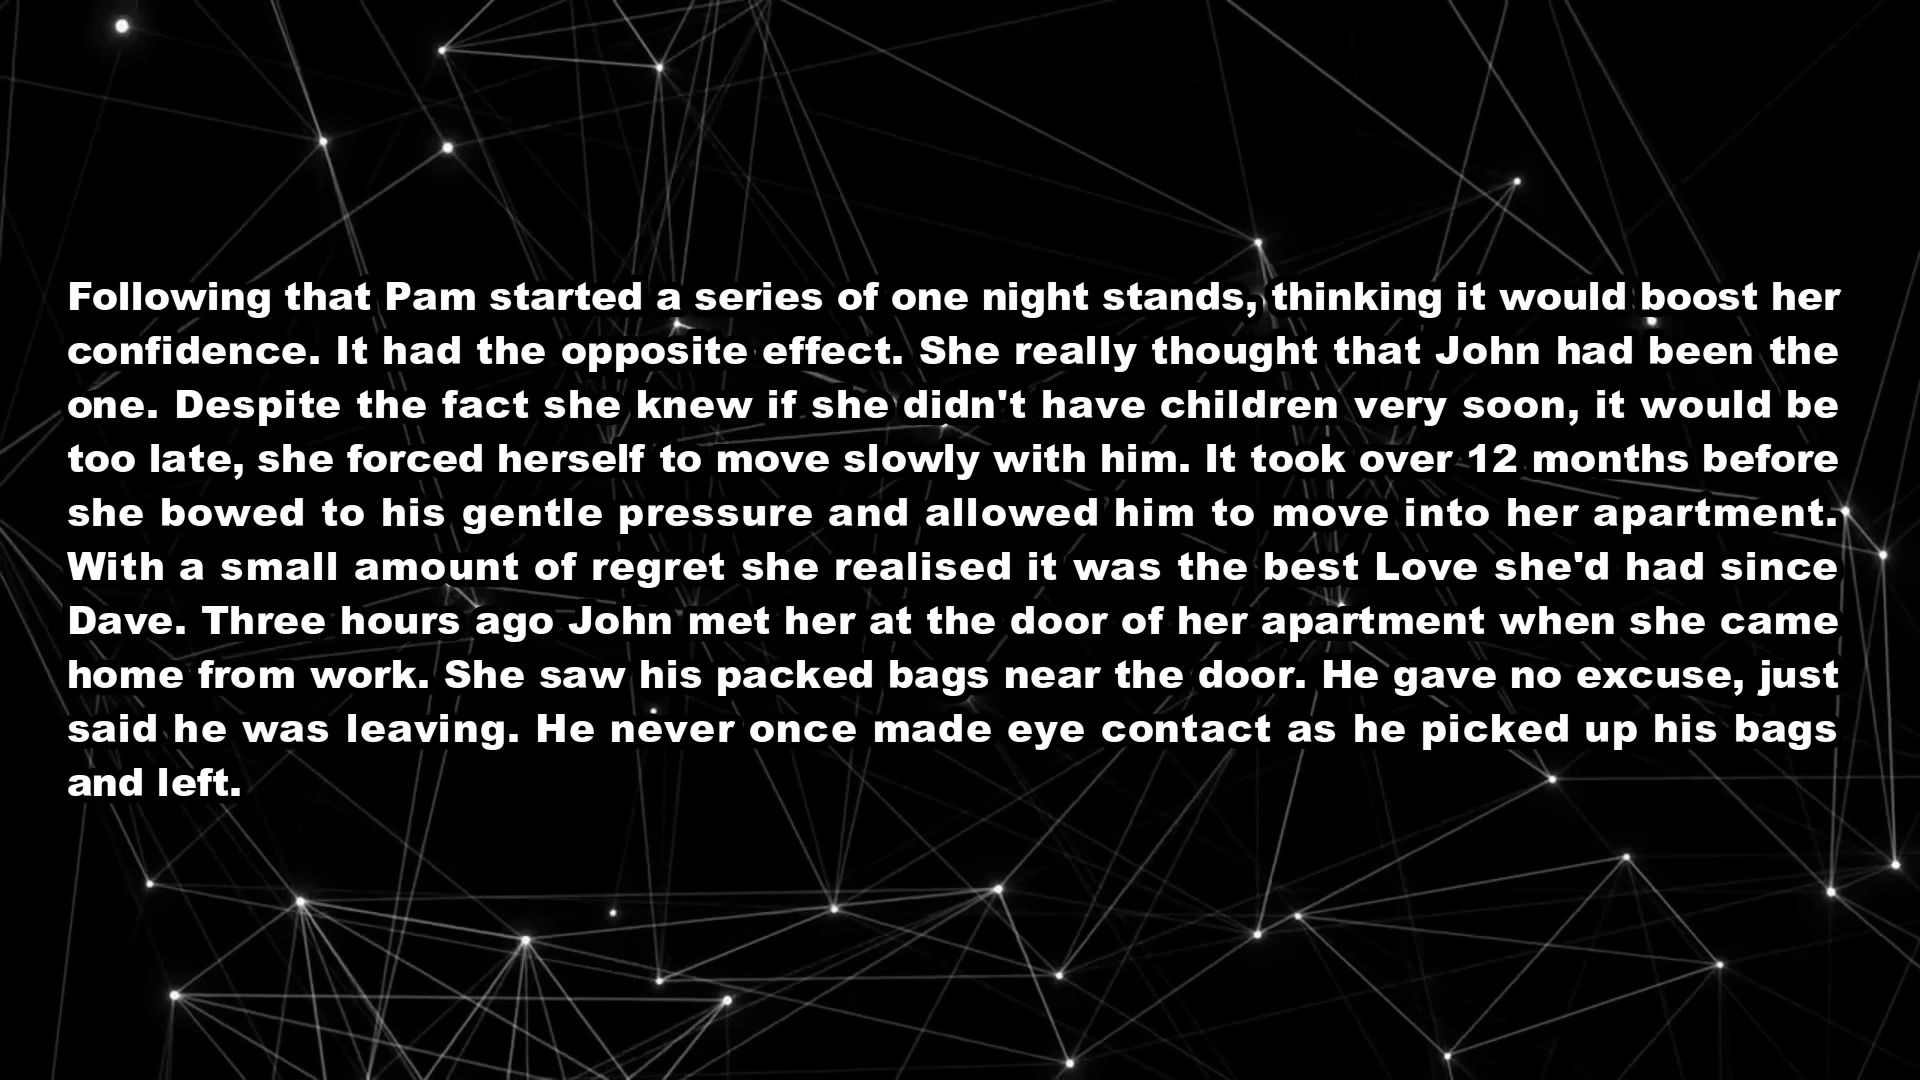 Following that Pam started a series of one night stands, thinking it would boost her
confidence. It had the opposite effect. She really thought that John had been the
one. Despite the fact she knew if she didn't have children very soon, it would be
too late, she forced herself to move slowly with him. It took over 12 months before
she bowed to his gentle pressure and allowed him to move into her apartment.
With a small amount of regret she realised it was the best Love she'd had since
Dave. Three hours ago John met her at the door of her apartment when she came
home from work. She saw his packed bags near the door. He gave no excuse, just
said he was leaving. He never once made eye contact as he picked up his bags
and left.